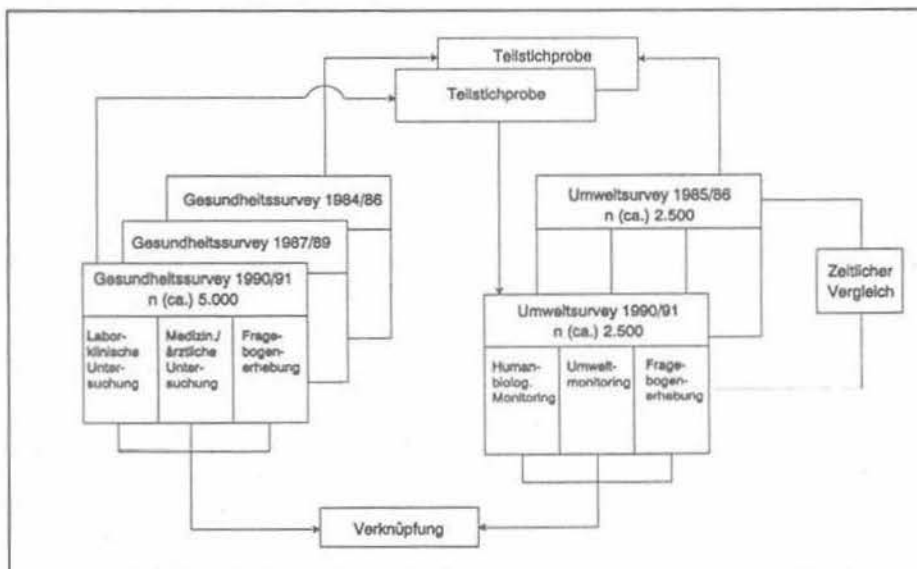 Teilstichprobe
Teilstichprobe
Gesundheitssurvey 1984/86
Gesundheitssurvey 1987/89
Gesundheitssurvey 1990/91
n (ca.) 5.000
Labor-
klinische
Unter-
suchung
Medizin./
ärztliche
Unter-
suchung
Frage-
bogen-
erhebung
Umweltsurvey 1985/86
n (ca.) 2.500
Zeitlicher
Vergleich
Umweltsurvey 1990/91
n (ca.) 2.500
Human-
biolog.
Monitoring
Umwelt-
monitoring
Frage-
bogen-
erhebung
Verknüpfung